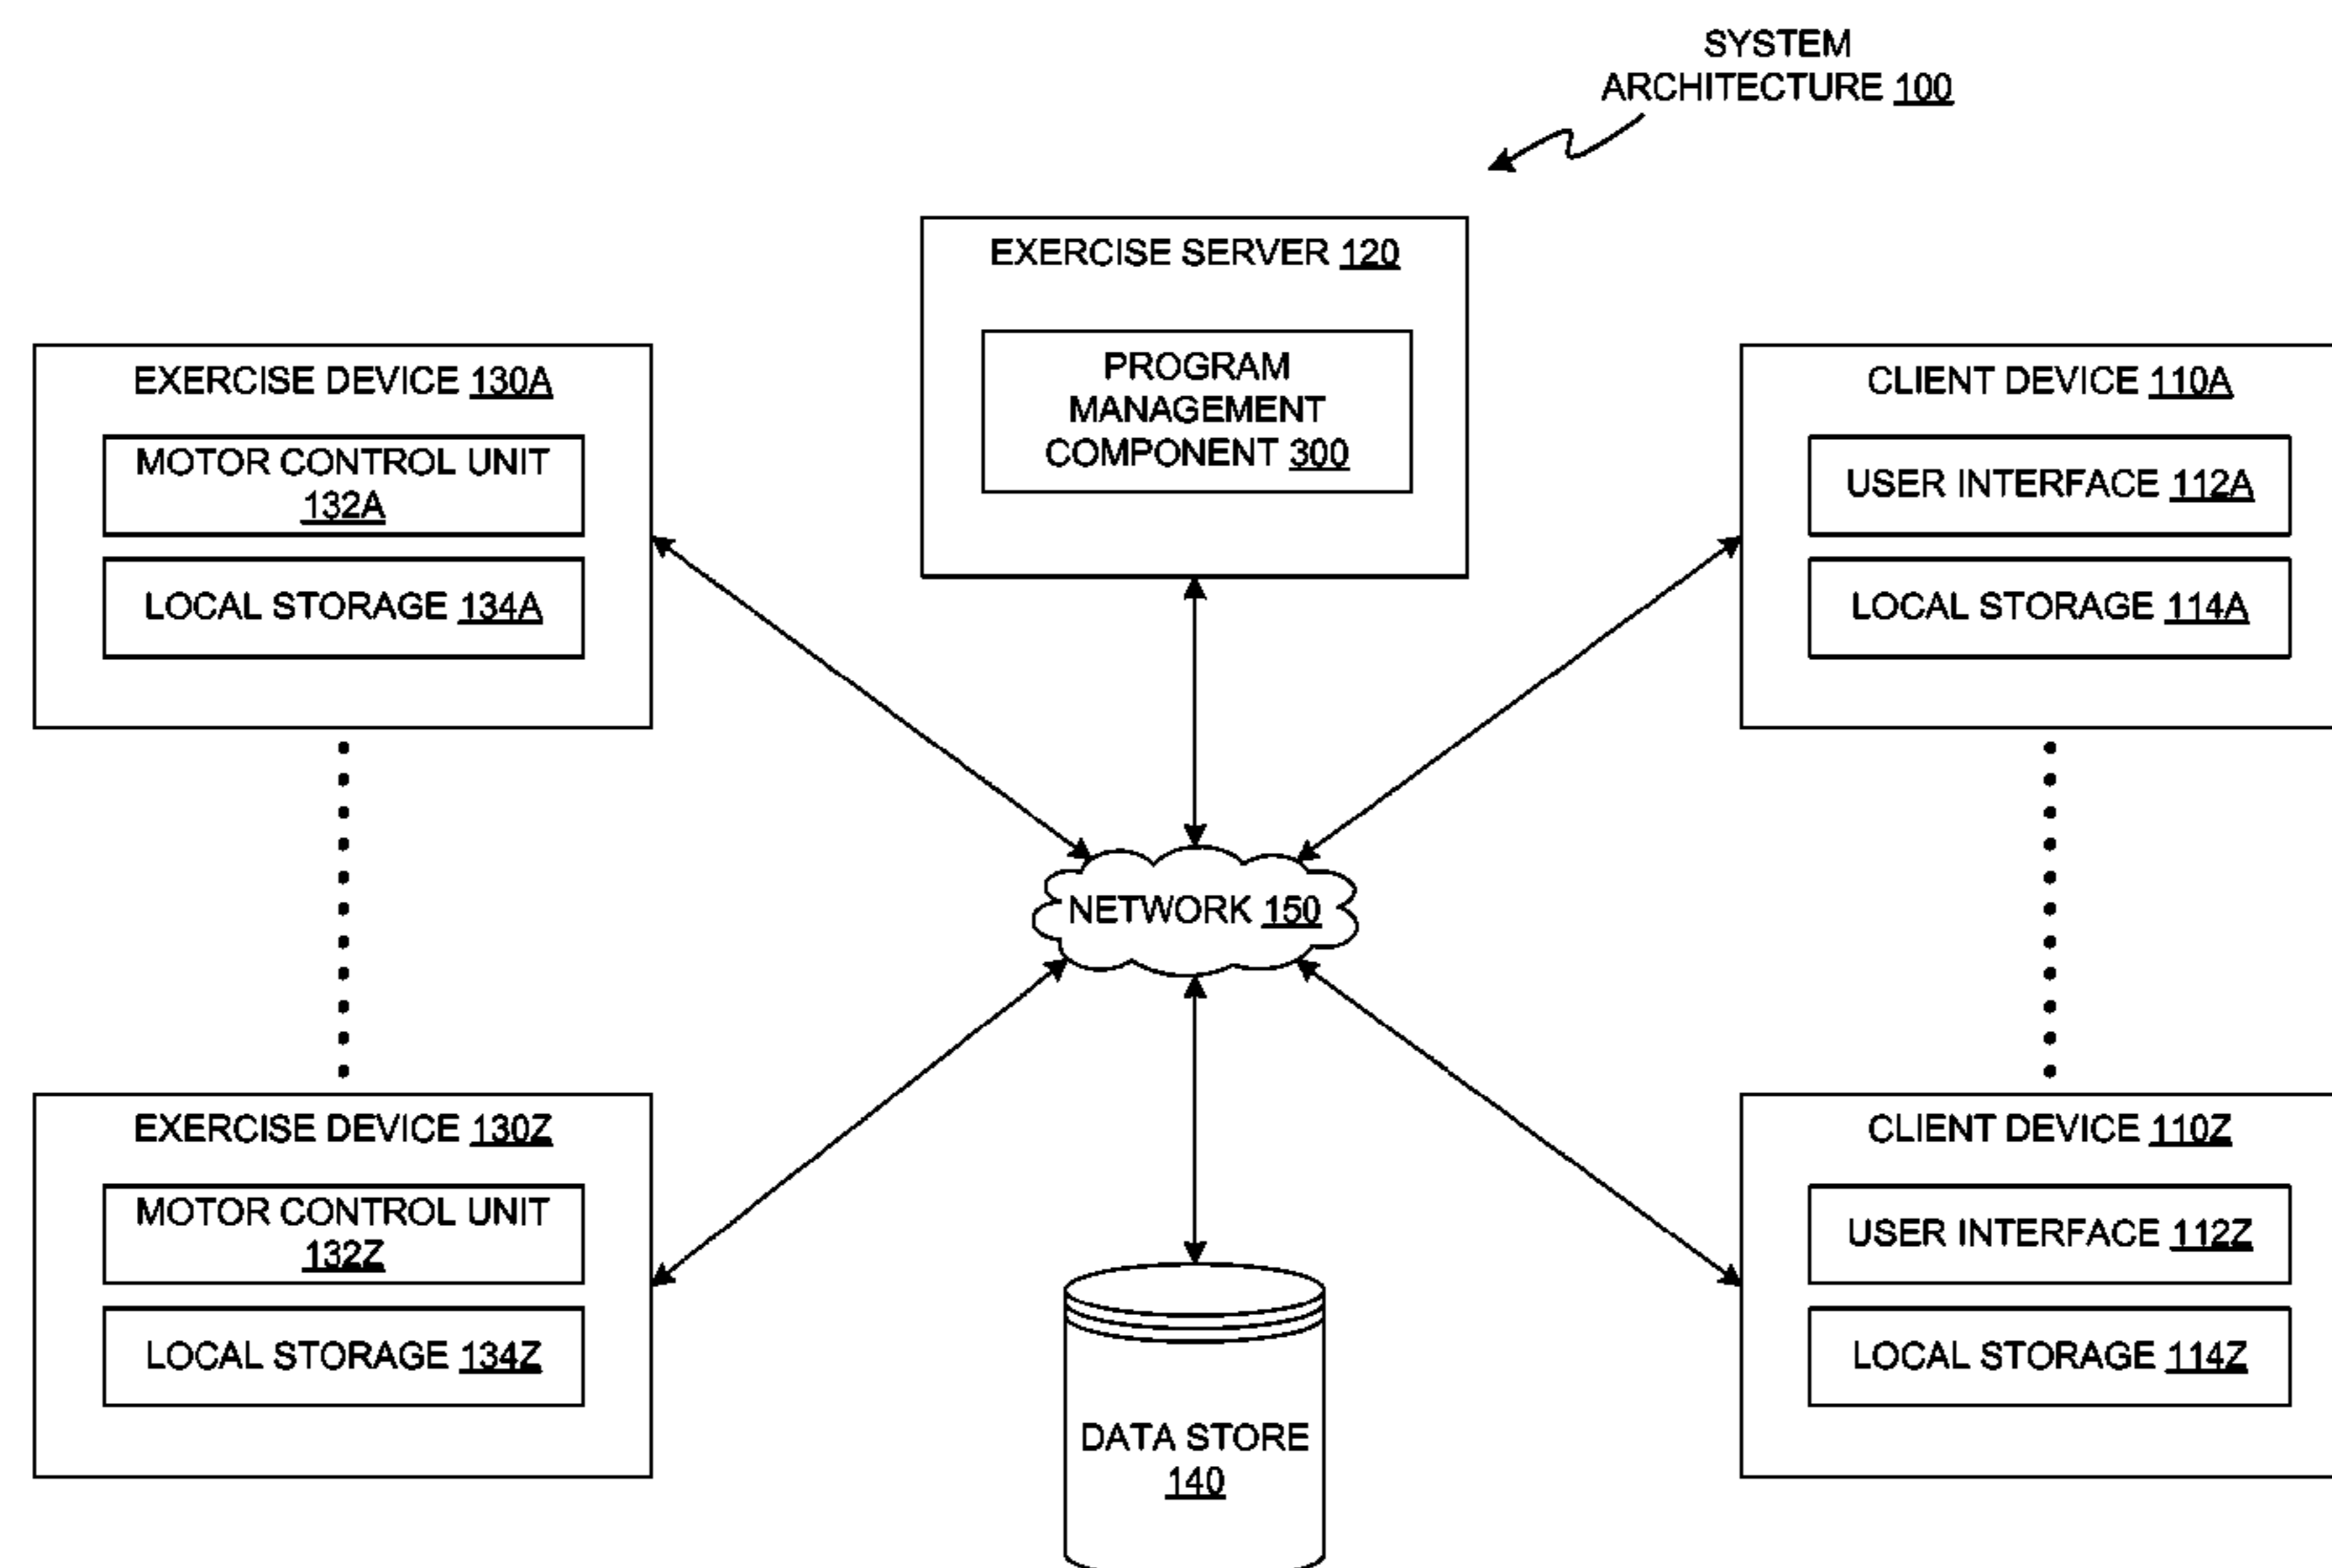 SYSTEM
ARCHITECTURE 100
EXERCISE SERVER 120
PROGRAM
MANAGEMENT
COMPONENT 300
EXERCISE DEVICE 130A
MOTOR CONTROL UNIT
132A
LOCAL STORAGE 134A
CLIENT DEVICE 110A
USER INTERFACE 112A
LOCAL STORAGE 114A
NETWORK 150
EXERCISE DEVICE 130Z
MOTOR CONTROL UNIT
132Z
LOCAL STORAGE 134Z
DATA STORE
140
CLIENT DEVICE 110Z
USER INTERFACE 112Z
LOCAL STORAGE 114Z